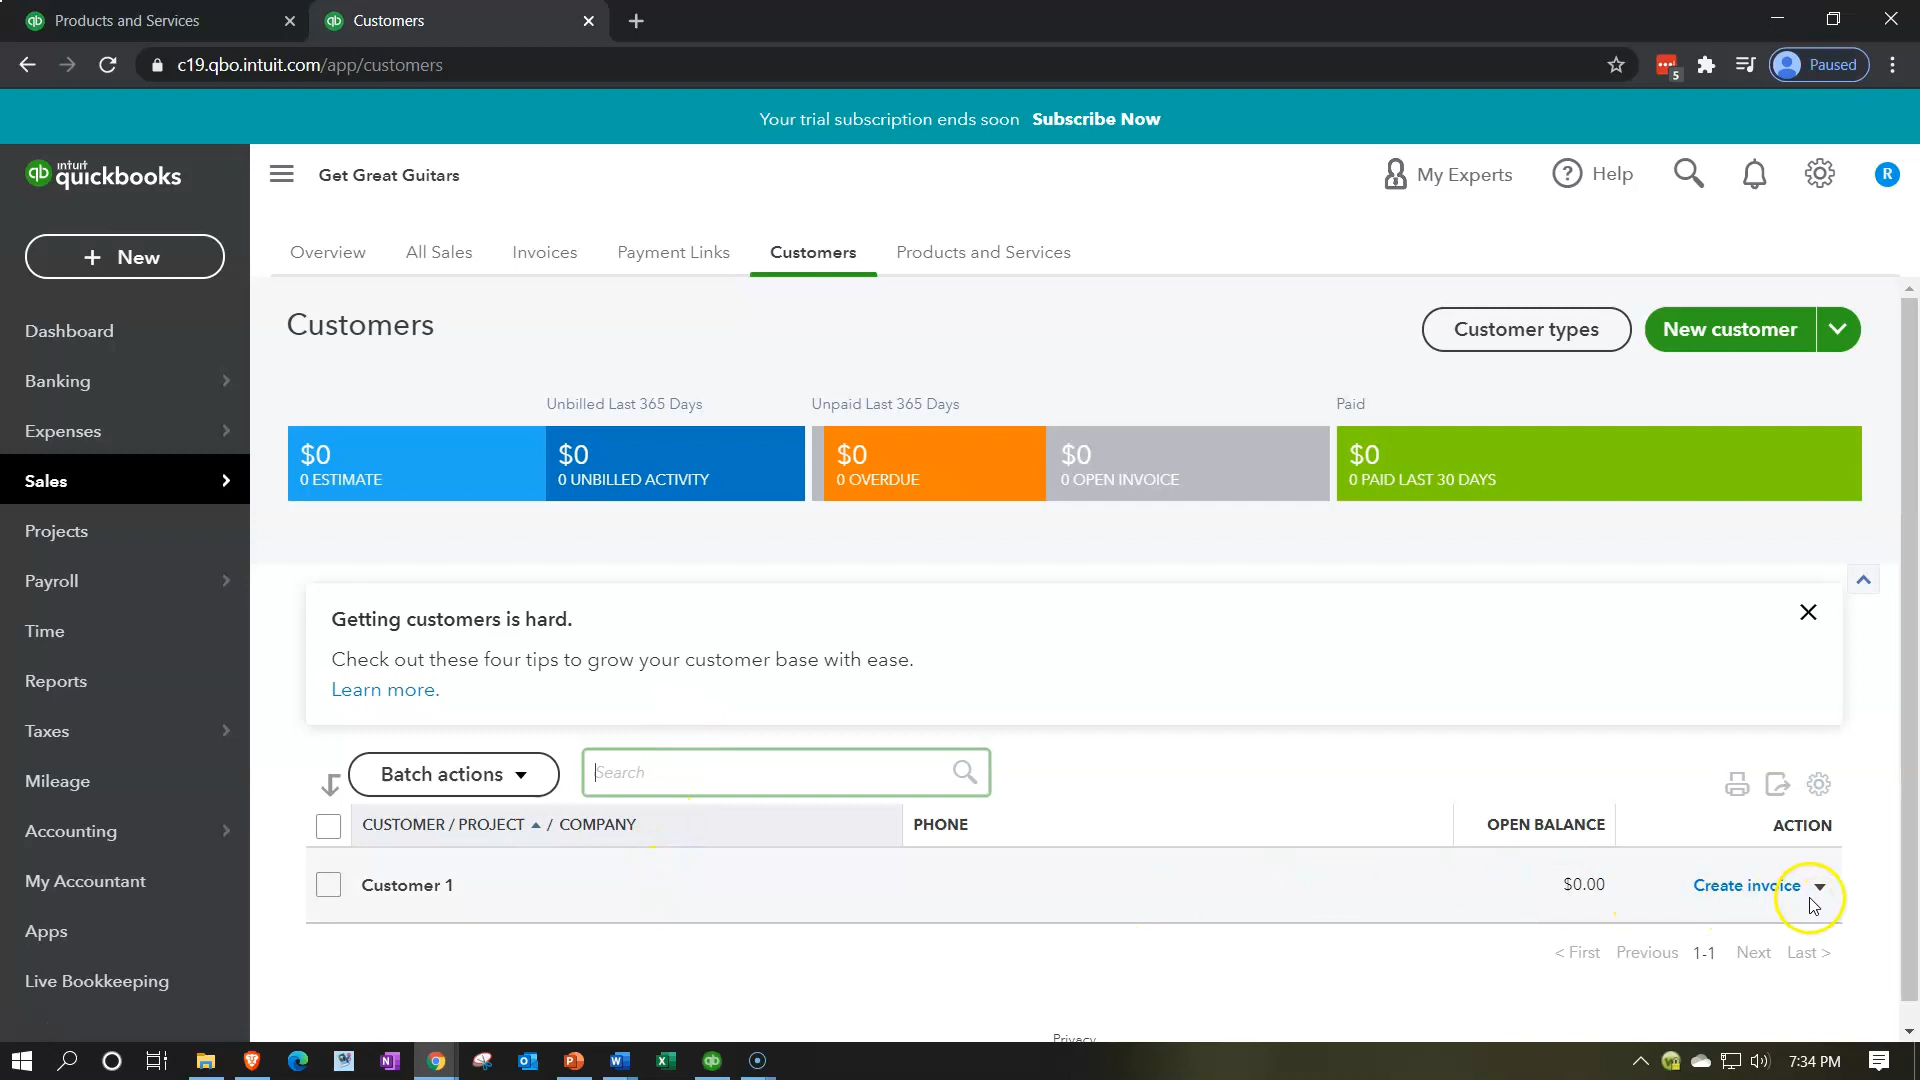 Products and Services
Customers
c19.qbo.intuit.com/app/customers
5
Paused
Your trial subscription ends soon Subscribe Now
qb intuit quickbooks
Get Great Guitars
My Experts
? Help
R
+ New
Overview
All Sales
Invoices
Payment Links
Customers
Products and Services
Dashboard
Banking
Expenses
Sales
Projects
Payroll
Time
Reports
Taxes
Mileage
Accounting
My Accountant
Apps
Live Bookkeeping
Customers
Customer types
New customer
Unbilled Last 365 Days
Unpaid Last 365 Days
Paid
$0
0 ESTIMATE
$0
0 UNBILLED ACTIVITY
$0
0 OVERDUE
$0
0 OPEN INVOICE
$0
0 PAID LAST 30 DAYS
Getting customers is hard.
Check out these four tips to grow your customer base with ease.
Learn more.
Batch actions
Search
CUSTOMER / PROJECT / COMPANY
PHONE
OPEN BALANCE
ACTION
Customer 1
$0.00
Create invoice
< First Previous 1-1 Next Last >
Privacy
7:34 PM